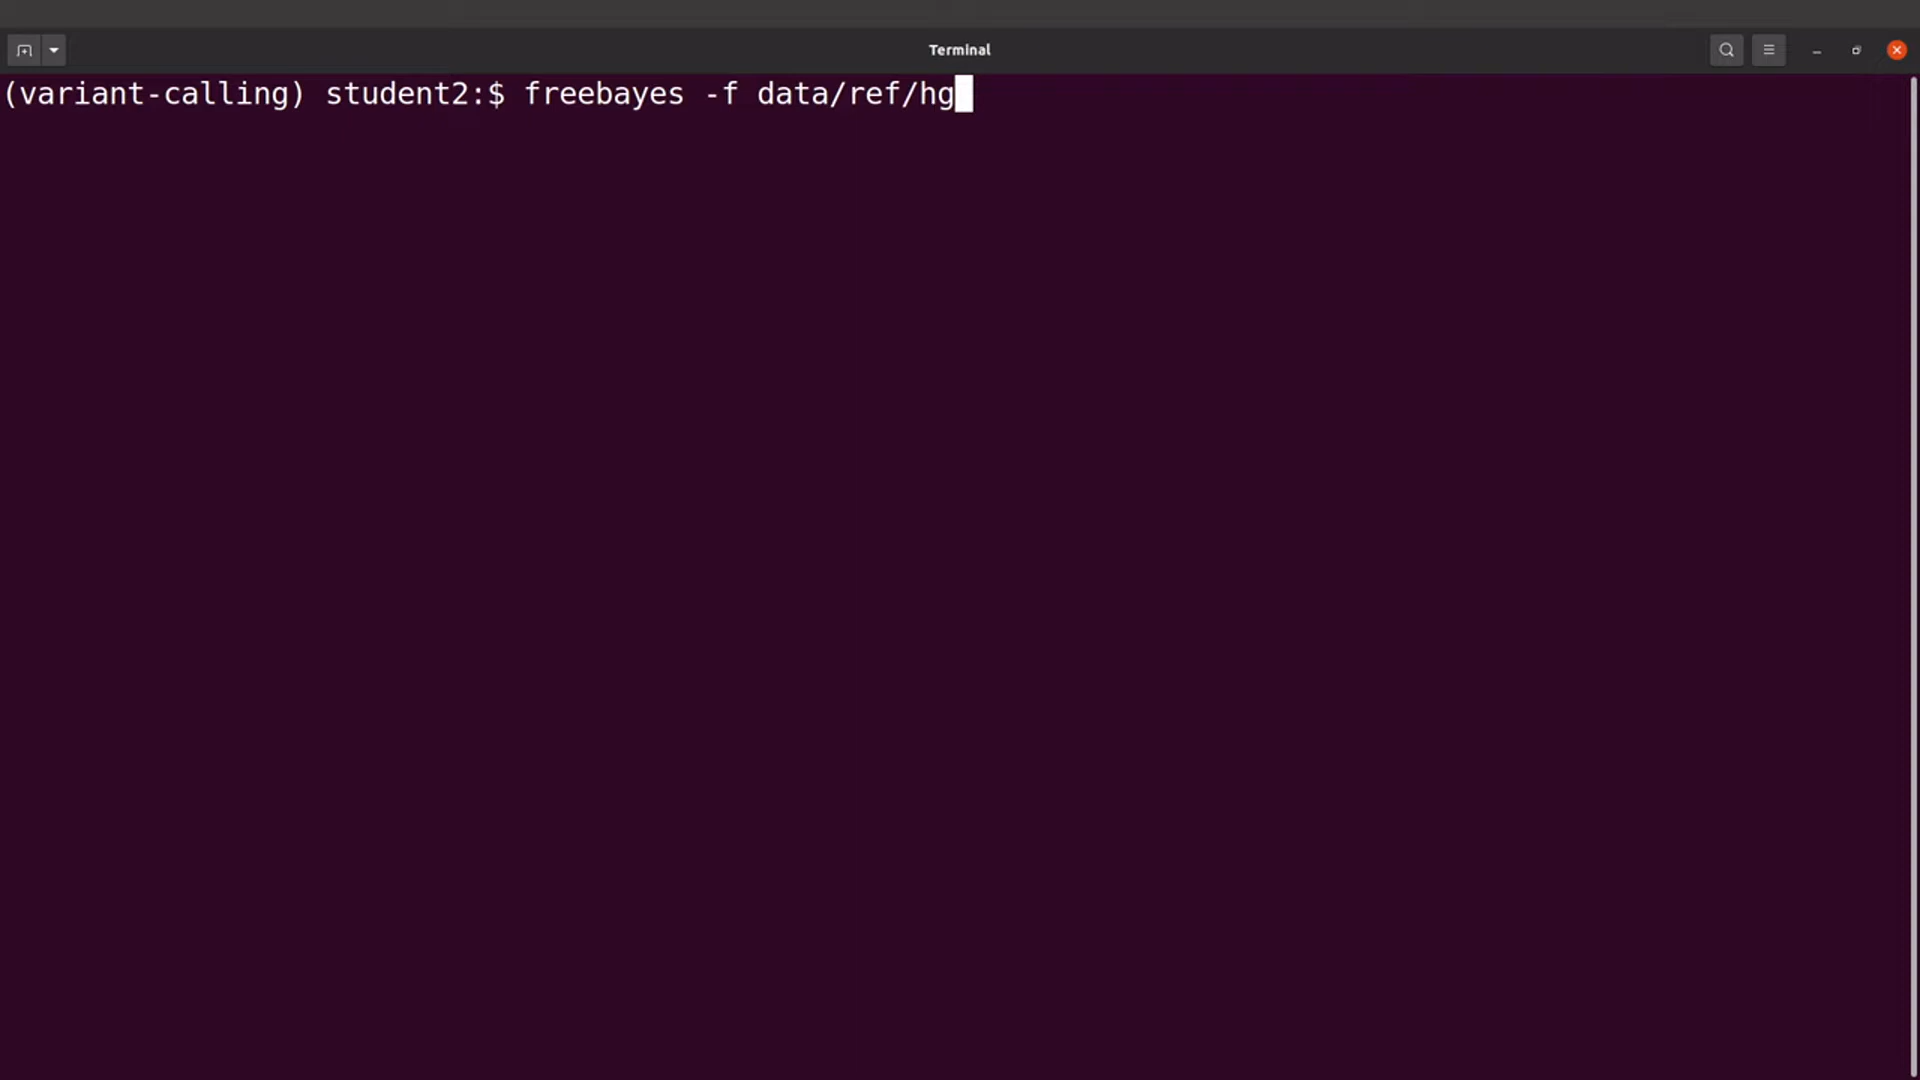 Terminal
(variant-calling) student2:$ freebayes -f data/ref/hg